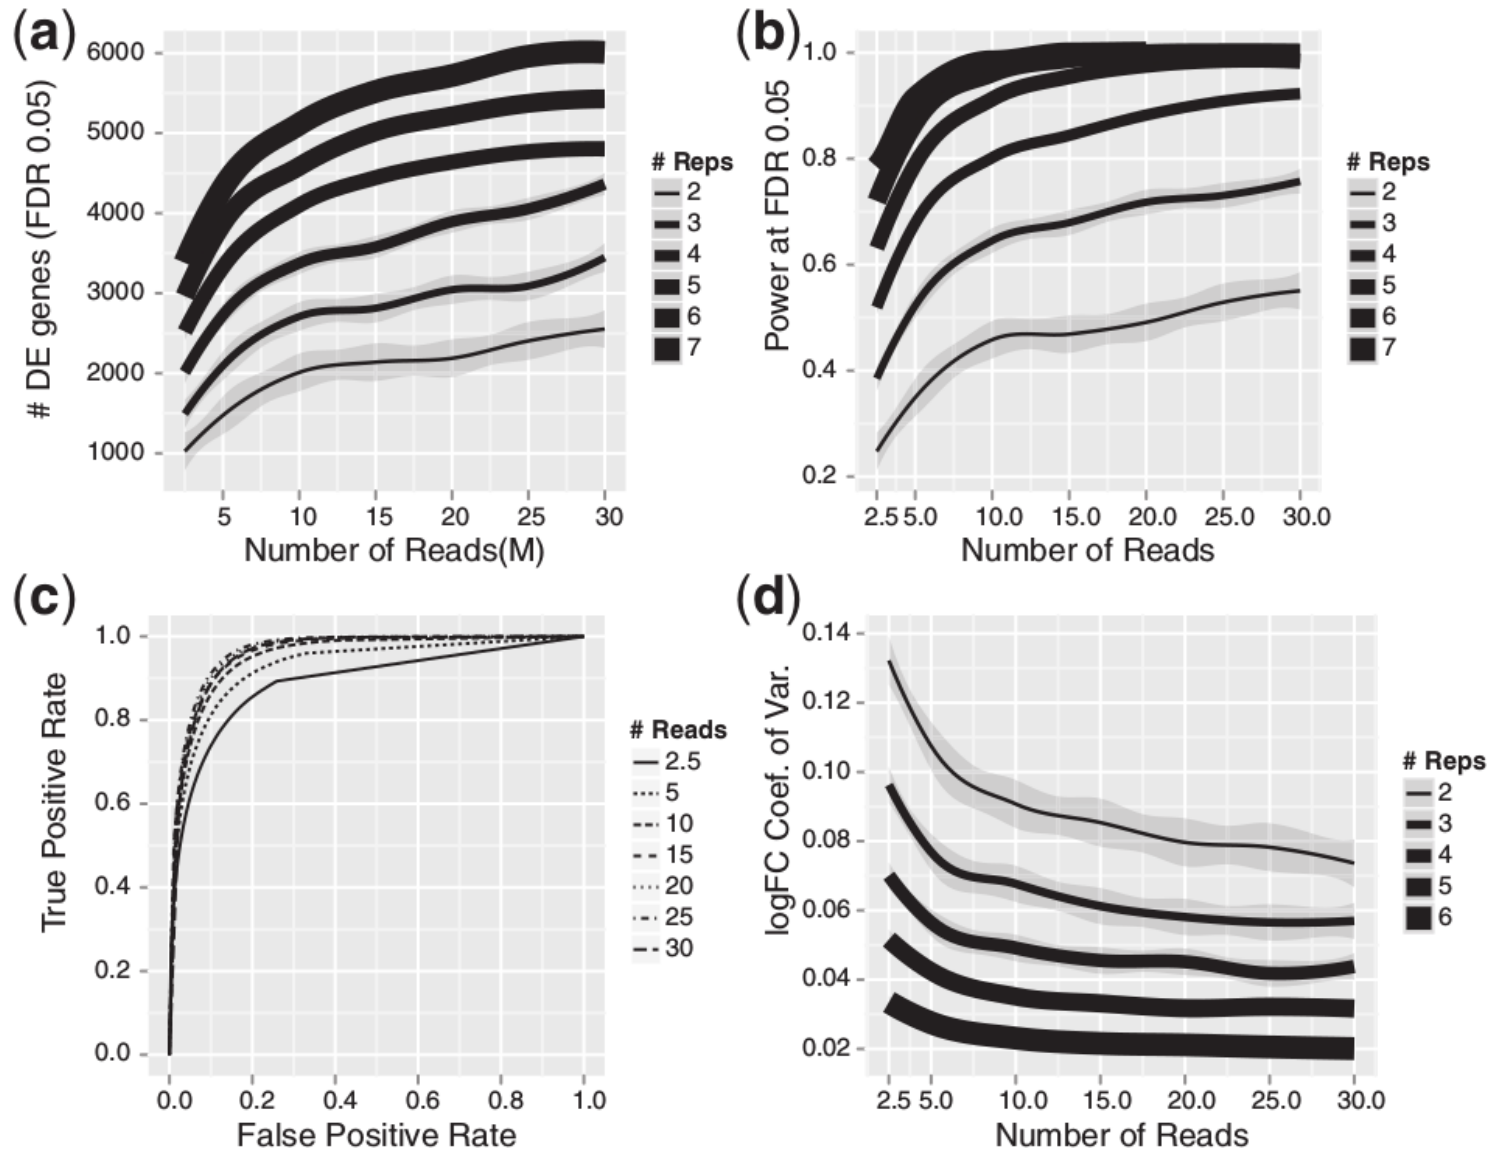 (a)
# DE genes (FDR 0.05)
6000
5000
4000
3000
2000
1000
5 10 15 20 25 30
Number of Reads(M)
# Reps
2
3
4
5
6
7
(b)
Power at FDR 0.05
1.0
0.8
0.6
0.4
0.2
2.5 5.0 10.0 15.0 20.0 25.0 30.0
Number of Reads
# Reps
2
3
4
5
6
7
(c)
True Positive Rate
1.0
0.8
0.6
0.4
0.2
0.0
0.0 0.2 0.4 0.6 0.8 1.0
False Positive Rate
# Reads
2.5
5
10
15
20
25
30
(d)
logFC Coef. of Var.
0.14
0.12
0.10
0.08
0.06
0.04
0.02
2.5 5.0 10.0 15.0 20.0 25.0 30.0
Number of Reads
# Reps
2
3
4
5
6